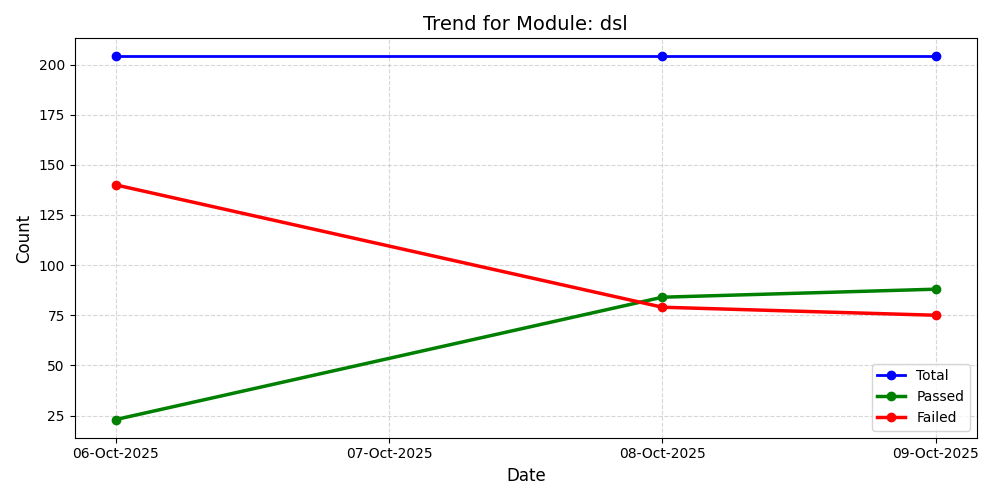 Trend for Module: dsl
Count
200
175
150
125
100
75
50
25
Total
Passed
Failed
06-Oct-2025 07-Oct-2025 08-Oct-2025 09-Oct-2025
Date